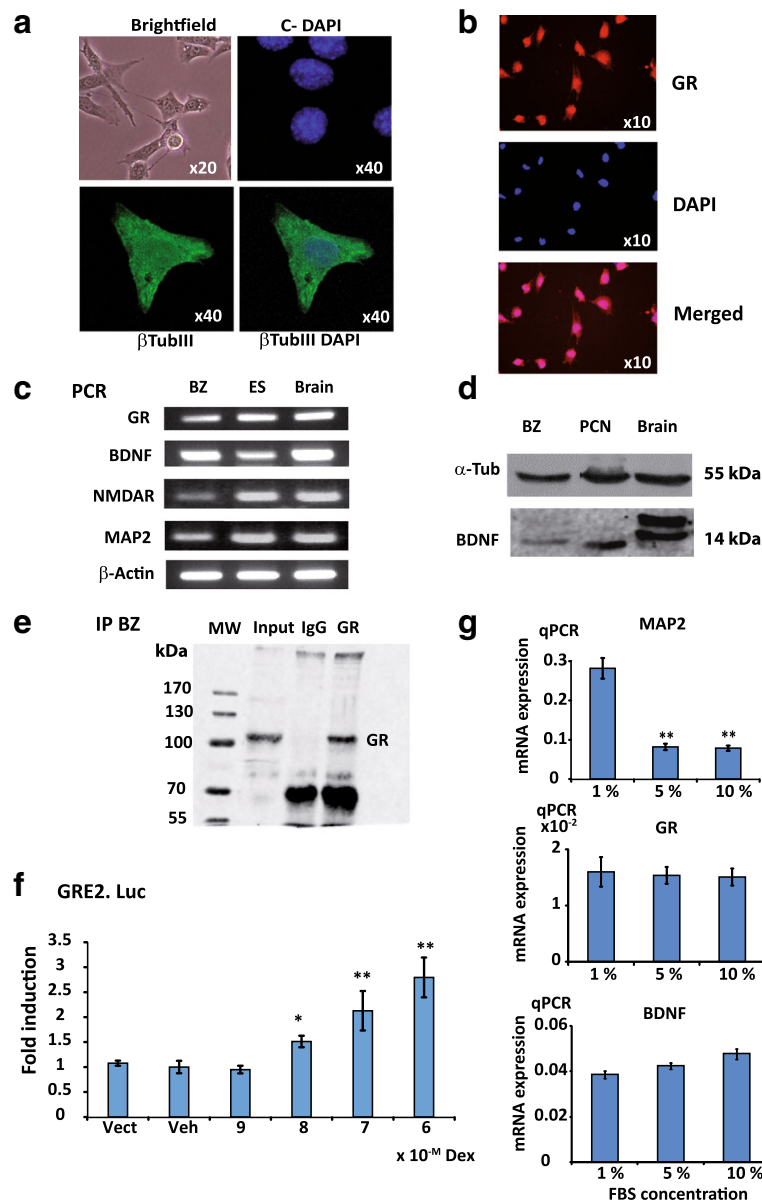 a
Brightfield
C- DAPI
x20
x40
x40
x40
βTubIII
βTubIII DAPI
b
GR
x10
DAPI
x10
Merged
x10
c
PCR
BZ ES Brain
GR
BDNF
NMDAR
MAP2
β-Actin
d
BZ PCN Brain
α-Tub
55 kDa
BDNF
14 kDa
e
IP BZ
MW Input IgG GR
kDa
170
130
100
70
55
GR
f
GRE2. Luc
Fold induction
3.5
3
2.5
2
1.5
1
0.5
0
*
**
**
Vect Veh 9 8 7 6
x 10-M Dex
g
qPCR
MAP2
mRNA expression
0.3
0.2
0.1
0
**
**
1 % 5 % 10 %
qPCR
x10-2
GR
mRNA expression
2
1
0
1 % 5 % 10 %
qPCR
BDNF
mRNA expression
0.06
0.04
0.02
0.00
1 % 5 % 10 %
FBS concentration